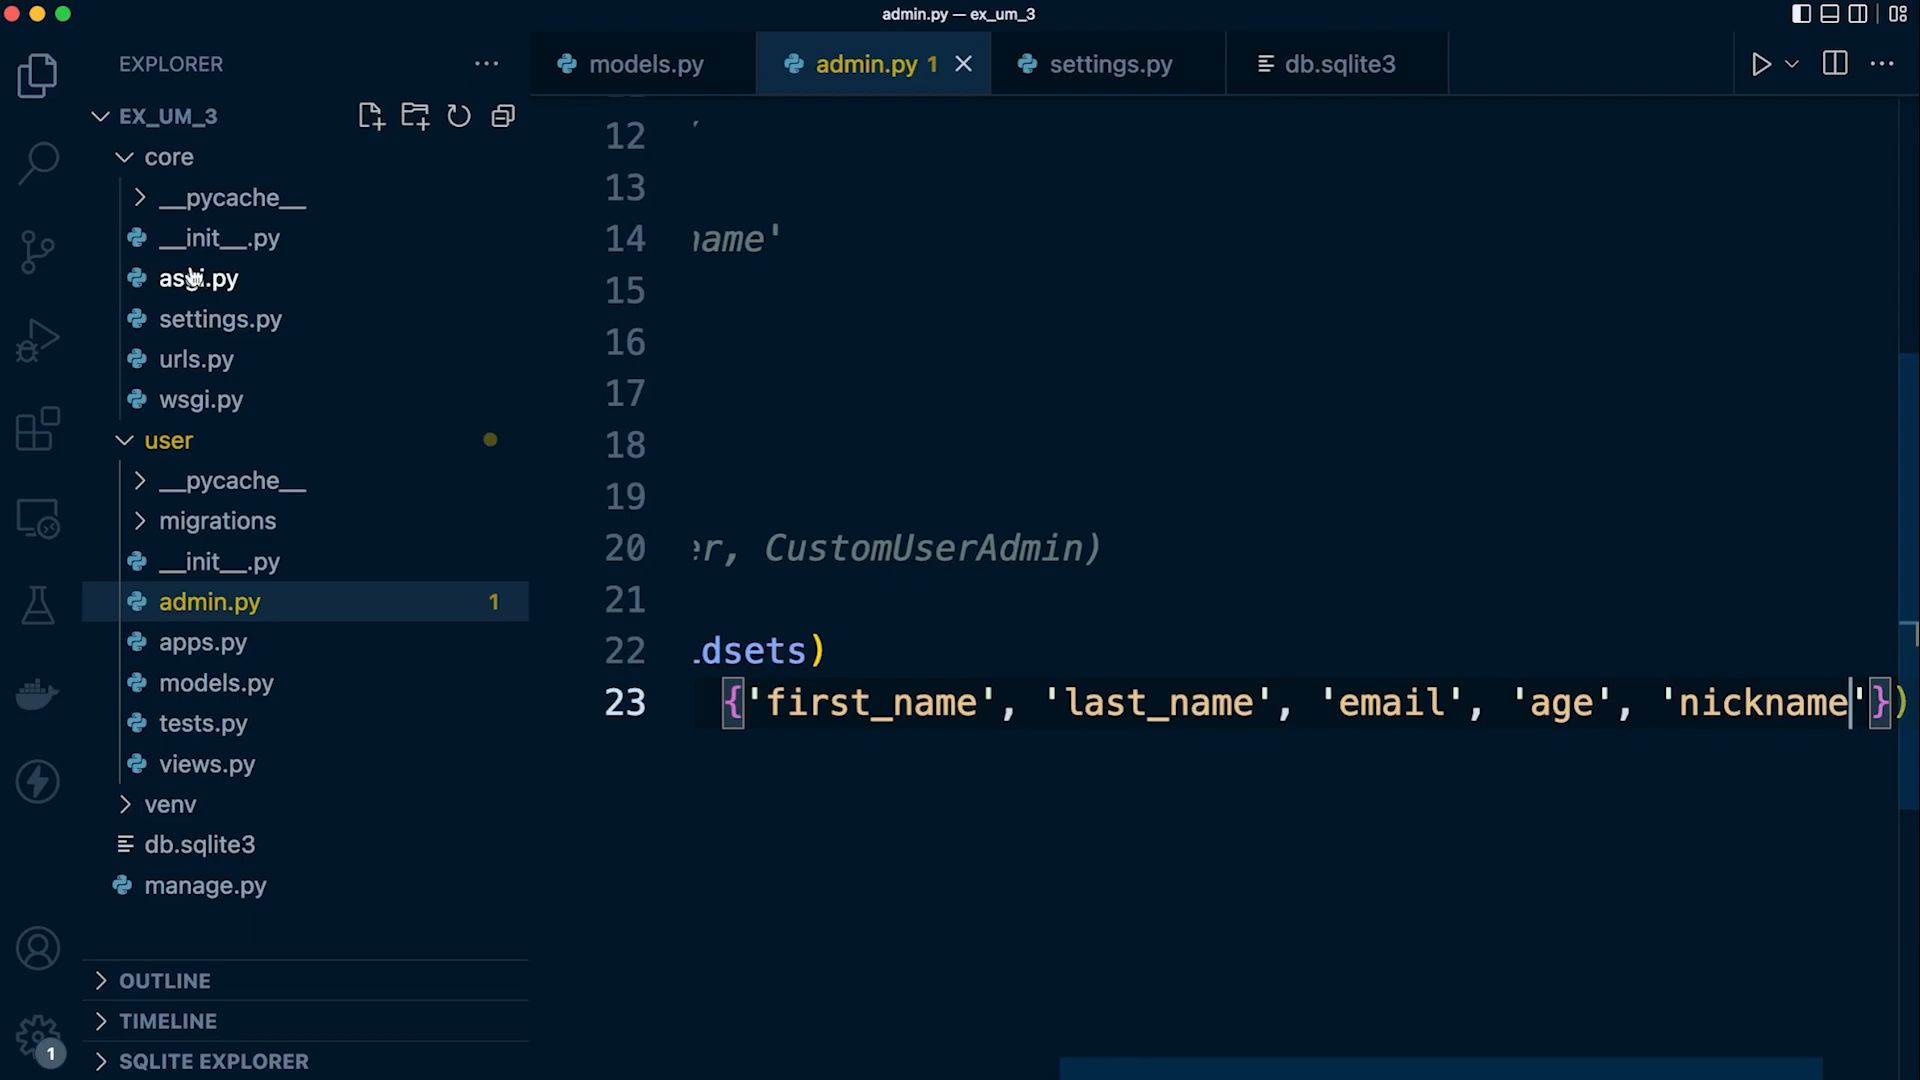 admin.py — ex_um_3
EXPLORER
models.py
admin.py 1
settings.py
db.sqlite3
EX_UM_3
core
__pycache__
__init__.py
asgi.py
settings.py
urls.py
wsgi.py
user
__pycache__
migrations
__init__.py
admin.py 1
apps.py
models.py
tests.py
views.py
venv
db.sqlite3
manage.py
OUTLINE
TIMELINE
SQLITE EXPLORER
1
12
13
14 name'
15
16
17
18
19
20 er, CustomUserAdmin)
21
22 dsets)
23 {'first_name', 'last_name', 'email', 'age', 'nickname'})